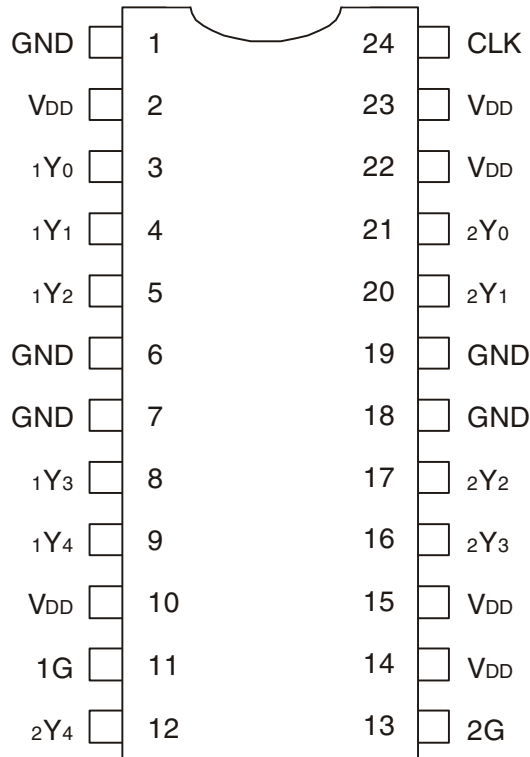 GND 1 24 CLK
VDD 2 23 VDD
1Y0 3 22 VDD
1Y1 4 21 2Y0
1Y2 5 20 2Y1
GND 6 19 GND
GND 7 18 GND
1Y3 8 17 2Y2
1Y4 9 16 2Y3
VDD 10 15 VDD
1G 11 14 VDD
2Y4 12 13 2G